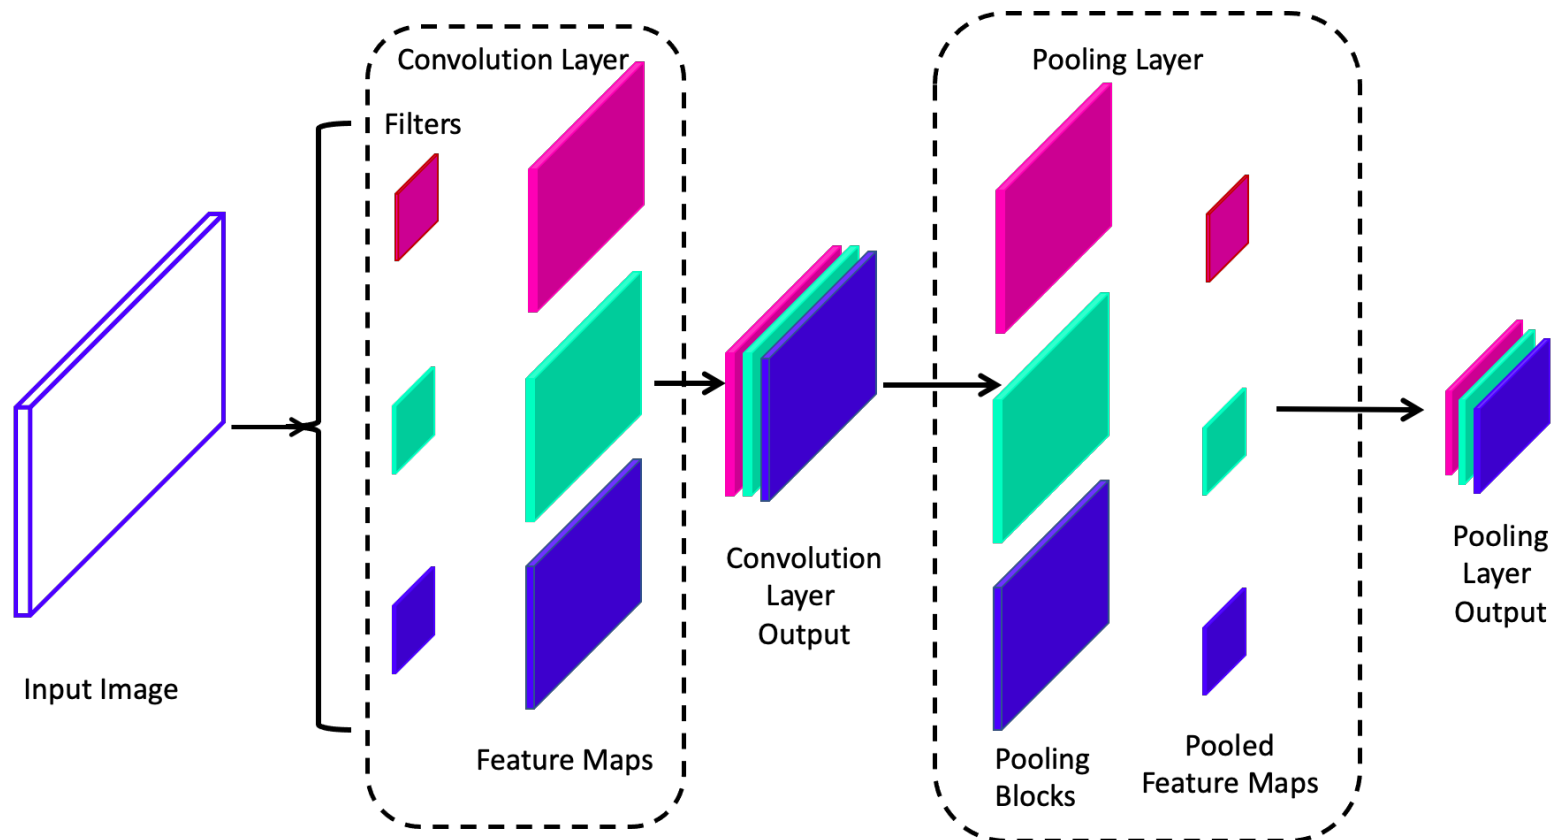 Convolution Layer
Pooling Layer
Filters
Convolution
Layer
Output
Pooling
Layer
Output
Input Image
Feature Maps
Pooling
Blocks
Pooled
Feature Maps